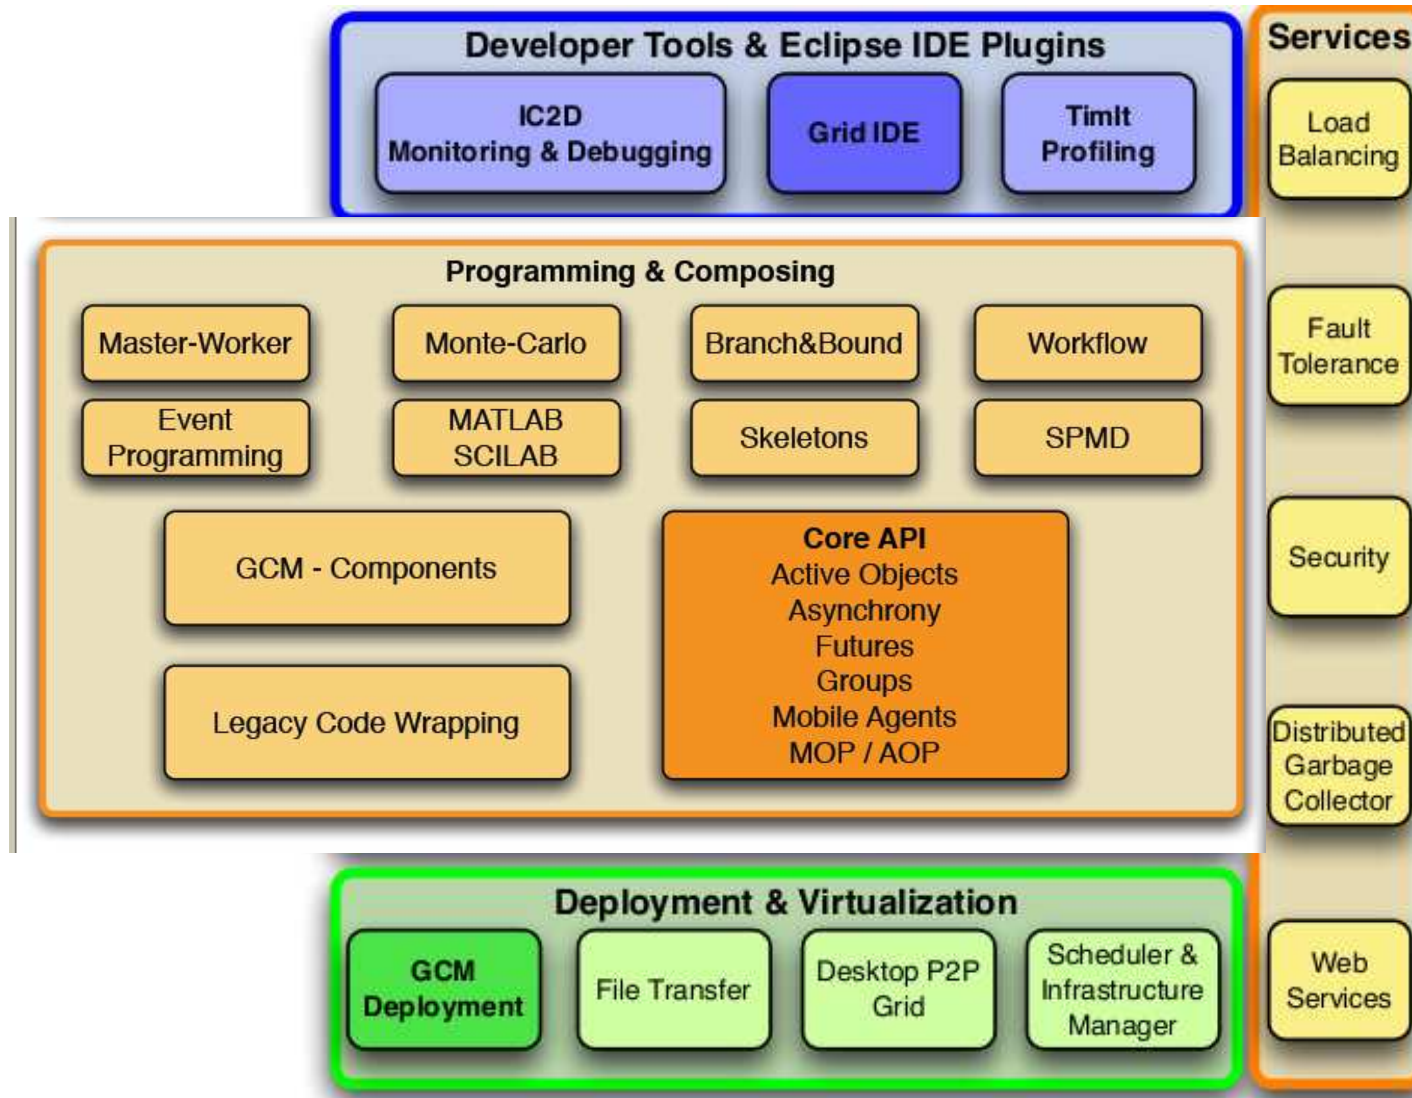 Developer Tools & Eclipse IDE Plugins
IC2D
Monitoring & Debugging
Grid IDE
TimIt
Profiling
Services
Load
Balancing
Fault
Tolerance
Security
Distributed
Garbage
Collector
Web
Services
Programming & Composing
Master-Worker
Monte-Carlo
Branch&Bound
Workflow
Event
Programming
MATLAB
SCILAB
Skeletons
SPMD
GCM - Components
Legacy Code Wrapping
Core API
Active Objects
Asynchrony
Futures
Groups
Mobile Agents
MOP / AOP
Deployment & Virtualization
GCM
Deployment
File Transfer
Desktop P2P
Grid
Scheduler &
Infrastructure
Manager